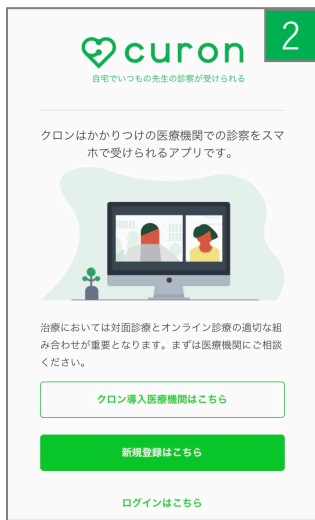 curon
2
自宅でいつもの先生の診察が受けられる
クロンはかかりつけの医療機関での診察をスマ
ホで受けられるアプリです。
治療においては対面診療とオンライン診療の適切な組
み合わせが重要となります。まずは医療機関にご相談
ください。
クロン導入医療機関はこちら
新規登録はこちら
ログインはこちら